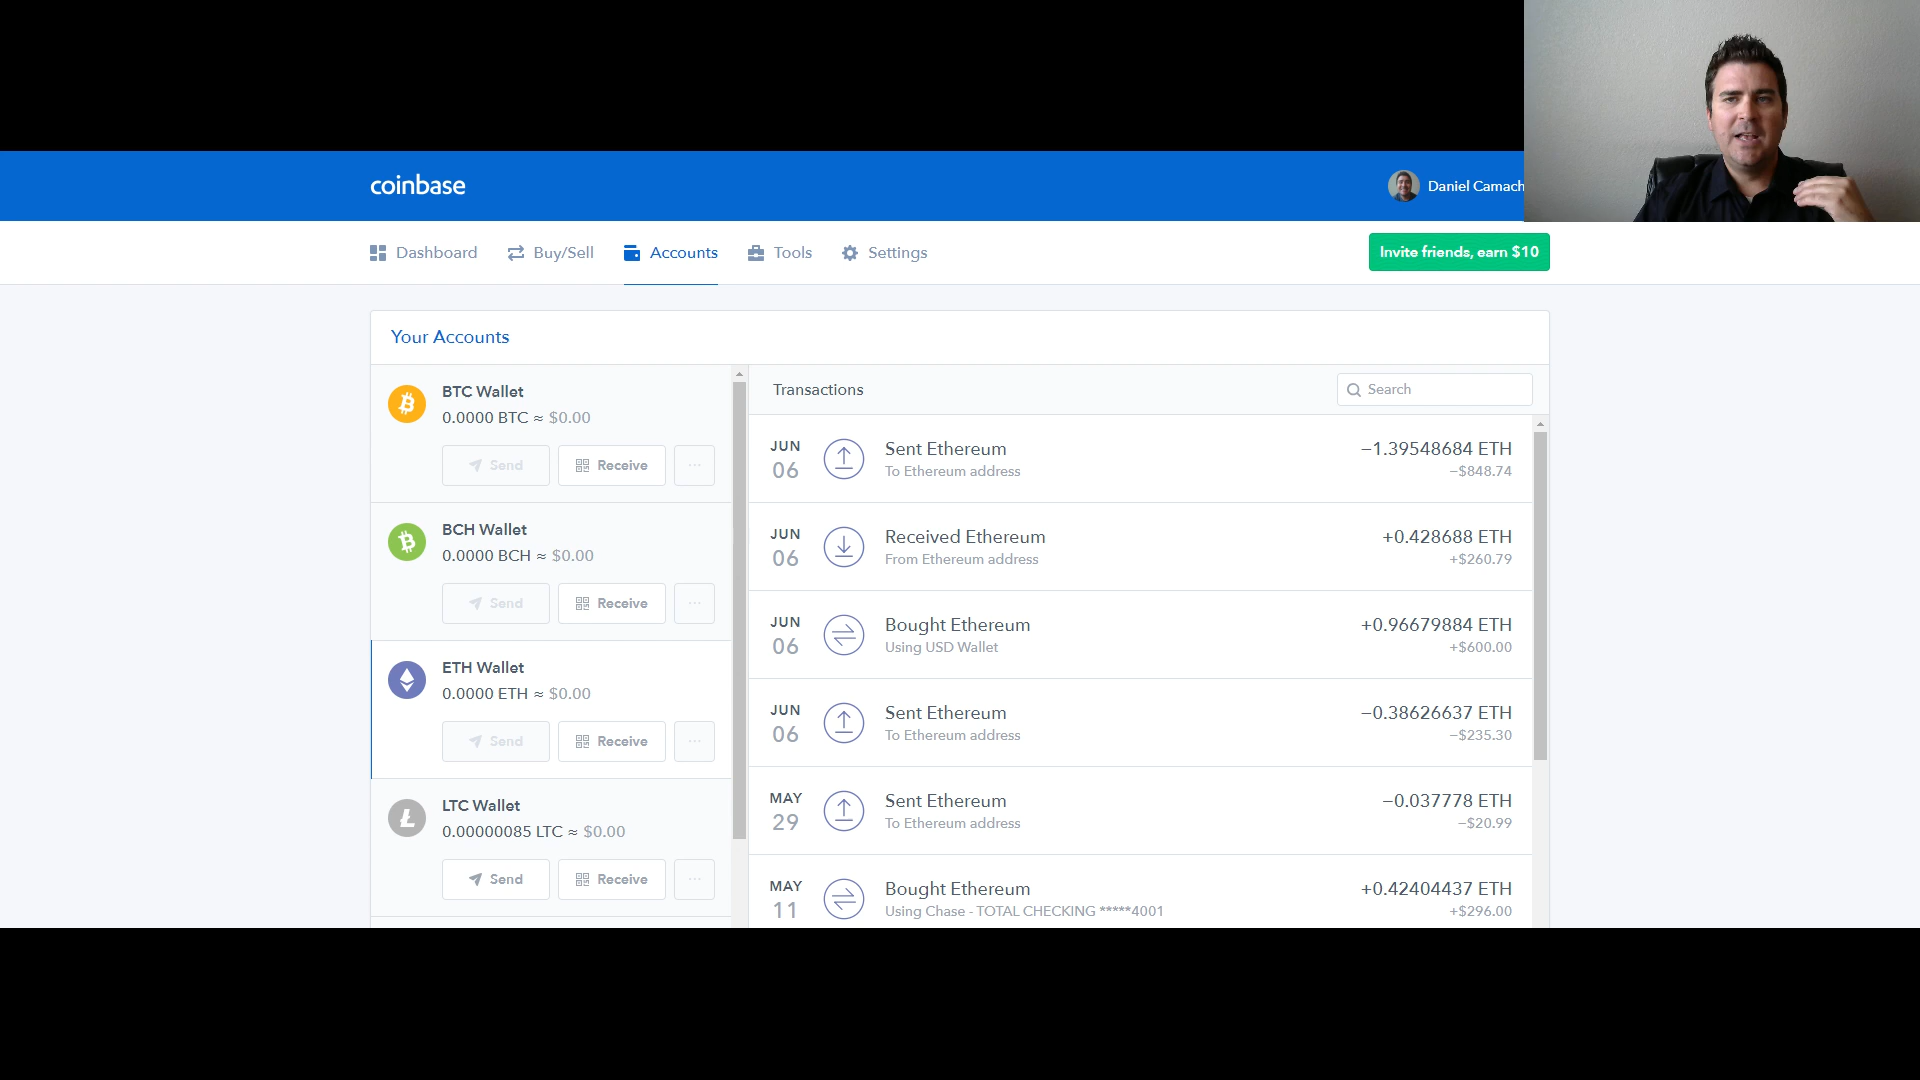 coinbase
Daniel Camach
Dashboard
Buy/Sell
Accounts
Tools
Settings
Invite friends, earn $10
Your Accounts
BTC Wallet
0.0000 BTC ≈ $0.00
Send
Receive
...
BCH Wallet
0.0000 BCH ≈ $0.00
Send
Receive
...
ETH Wallet
0.0000 ETH ≈ $0.00
Send
Receive
...
LTC Wallet
0.00000085 LTC ≈ $0.00
Send
Receive
...
Transactions
Search
JUN
06
Sent Ethereum
To Ethereum address
−1.39548684 ETH
−$848.74
JUN
06
Received Ethereum
From Ethereum address
+0.428688 ETH
+$260.79
JUN
06
Bought Ethereum
Using USD Wallet
+0.96679884 ETH
+$600.00
JUN
06
Sent Ethereum
To Ethereum address
−0.38626637 ETH
−$235.30
MAY
29
Sent Ethereum
To Ethereum address
−0.037778 ETH
−$20.99
MAY
11
Bought Ethereum
Using Chase - TOTAL CHECKING *****4001
+0.42404437 ETH
+$296.00